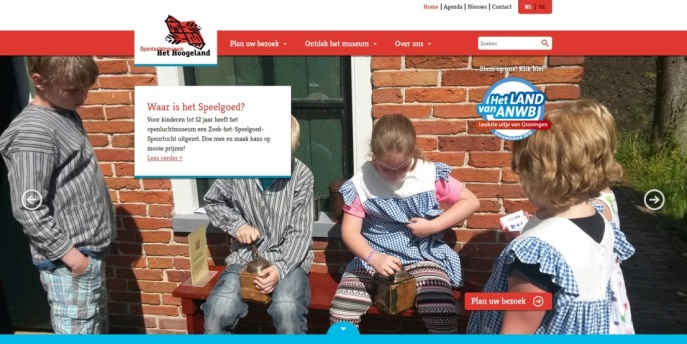 Home | Agenda | Nieuws | Contact
NL | DE
Openluchtmuseum
Het Hoogeland
Plan uw bezoek
Ontdek het museum
Over ons
Zoeken
Stem op ons! Klik hier
Het LAND
van ANWB
Leukste uitje van Groningen
Waar is het Speelgoed?
Voor kinderen tot 12 jaar heeft het
openluchtmuseum een Zoek-het-Speelgoed-
Speurtocht uitgezet. Doe mee en maak kans op
mooie prijzen!
Lees verder »
Plan uw bezoek